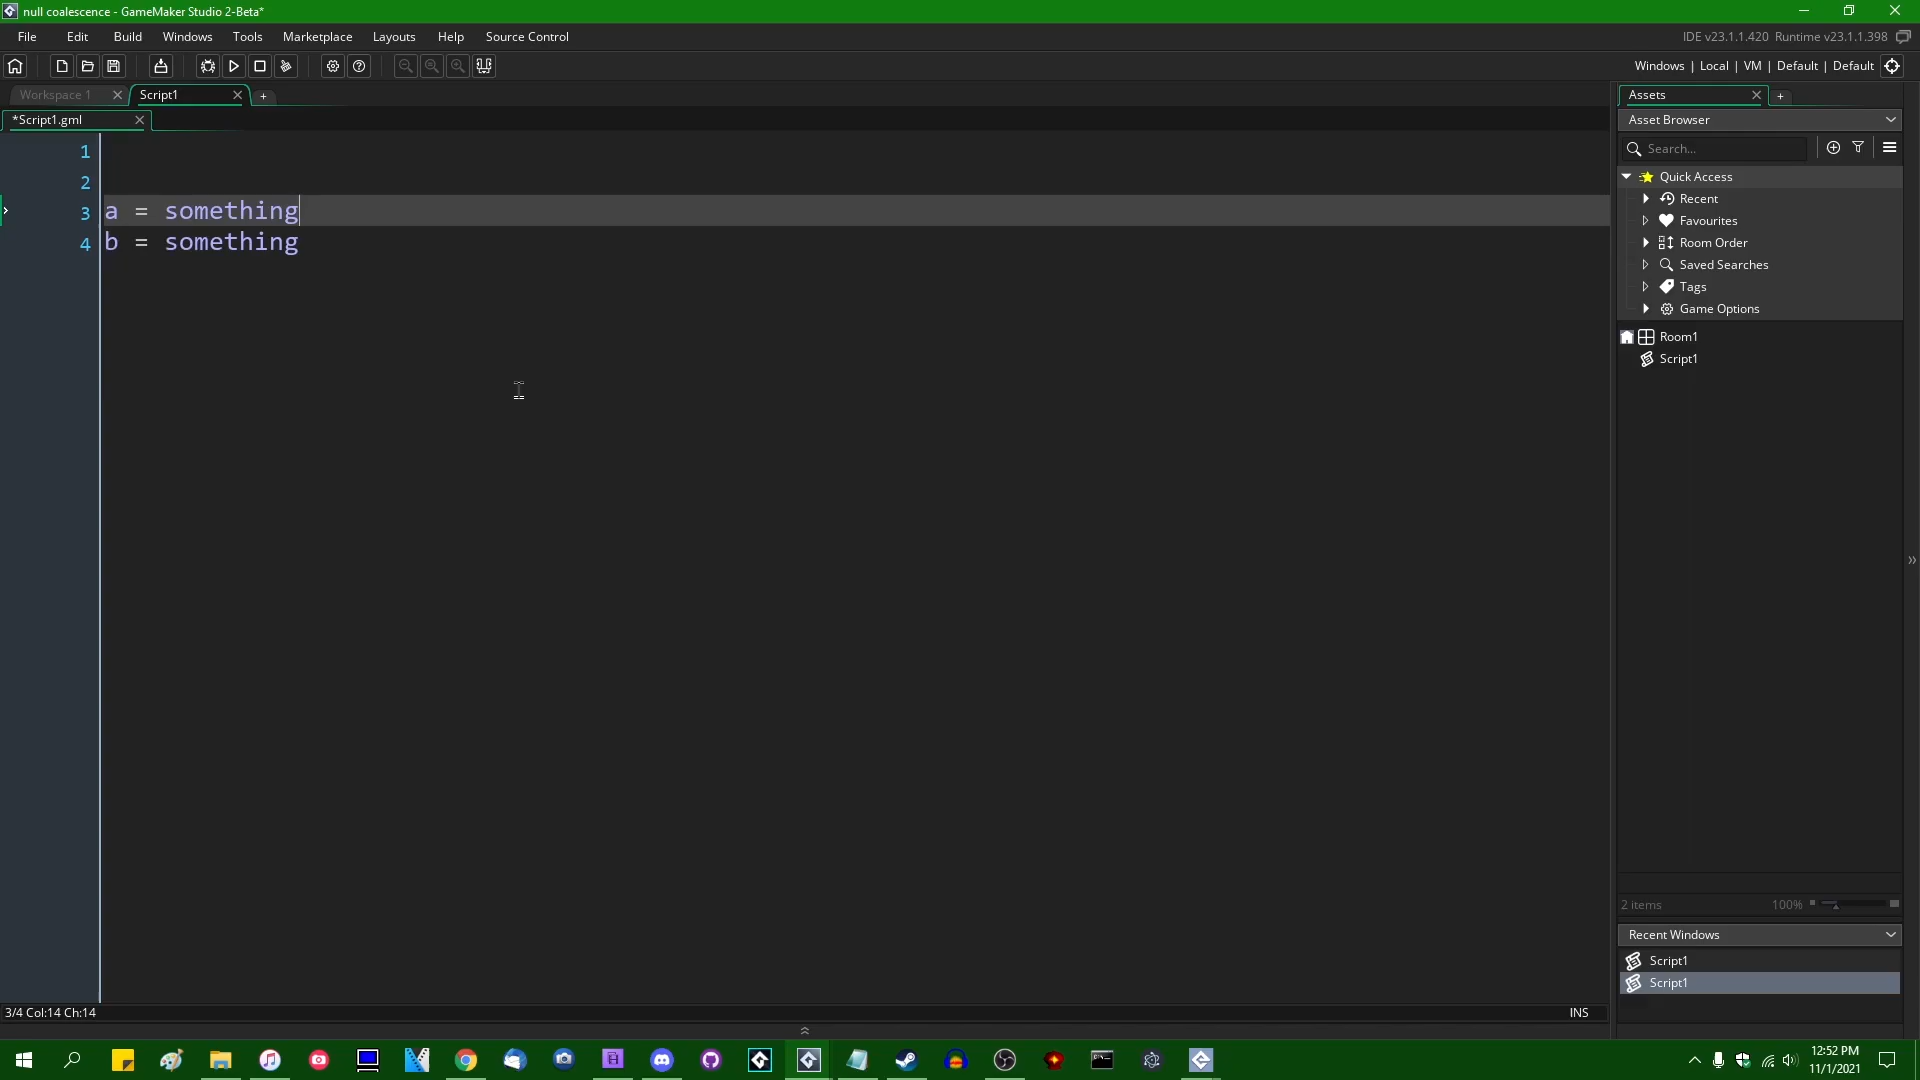 null coalescence - GameMaker Studio 2-Beta*
File Edit Build Windows Tools Marketplace Layouts Help Source Control
IDE v23.1.1.420 Runtime v23.1.1.398
Windows | Local | VM | Default | Default
Workspace 1
Script1
*Script1.gml
1
2
3 a = something
4 b = something
3/4 Col:14 Ch:14
INS
Assets
Asset Browser
Search...
Quick Access
Recent
Favourites
Room Order
Saved Searches
Tags
Game Options
Room1
Script1
2 items
100%
Recent Windows
Script1
Script1
12:52 PM
11/1/2021